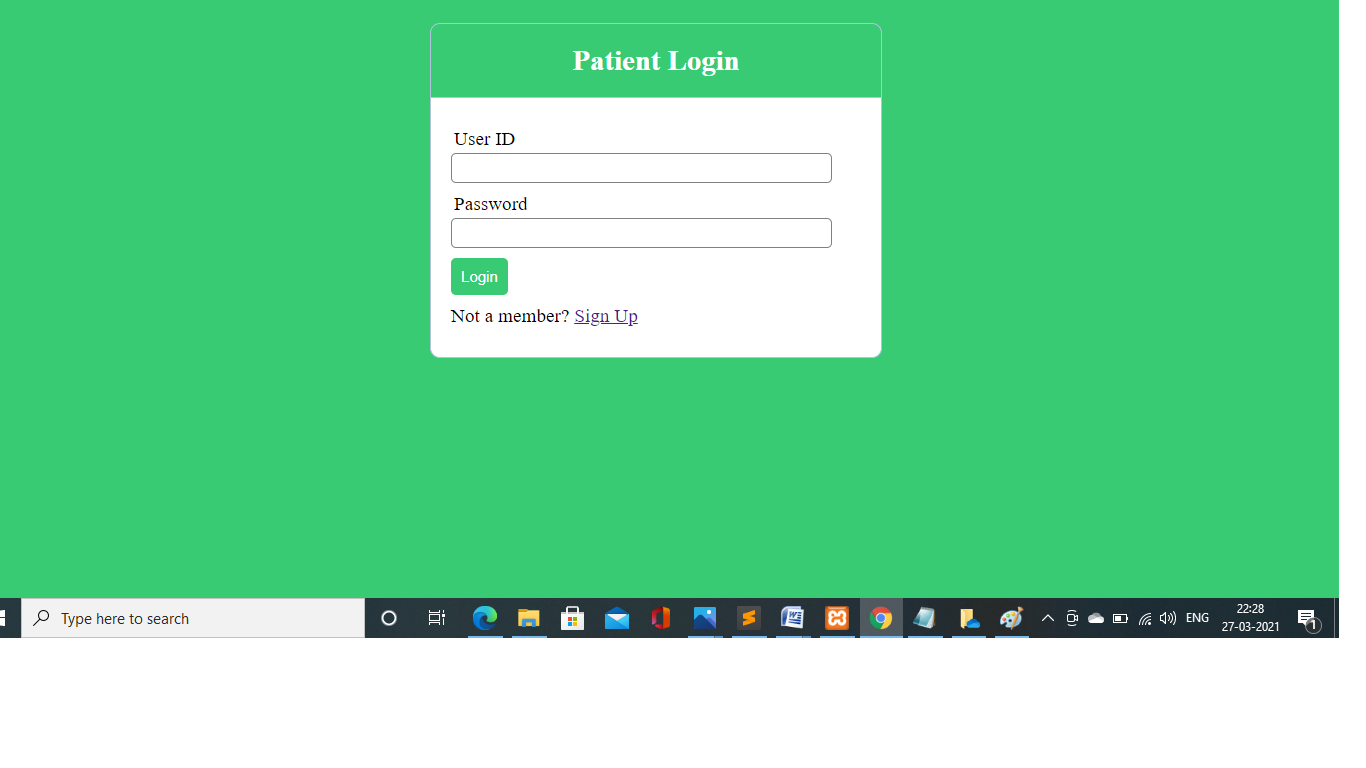 Patient Login
User ID
Password
Login
Not a member? Sign Up
Type here to search
ENG
22:28
27-03-2021
1